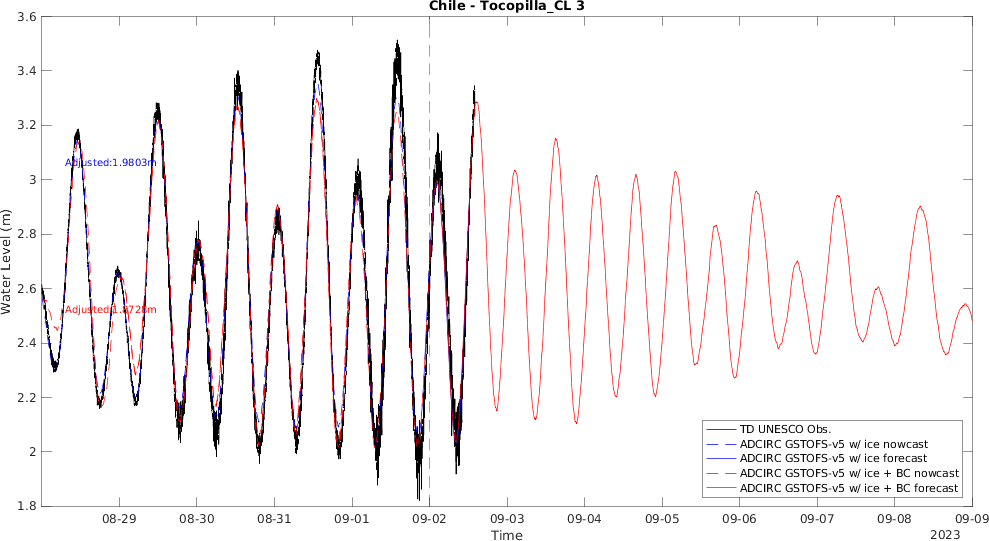 Chile - Tocopilla_CL 3
3.6
3.4
3.2
3
2.8
2.6
2.4
2.2
2
1.8
Water Level (m)
Adjusted:1.9803m
TD UNESCO Obs.
ADCIRC GSTOFS-v5 w/ ice nowcast
ADCIRC GSTOFS-v5 w/ ice forecast
ADCIRC GSTOFS-v5 w/ ice + BC nowcast
ADCIRC GSTOFS-v5 w/ ice + BC forecast
08-29 08-30 08-31 09-01 09-02 09-03 09-04 09-05 09-06 09-07 09-08 09-09
Time
2023